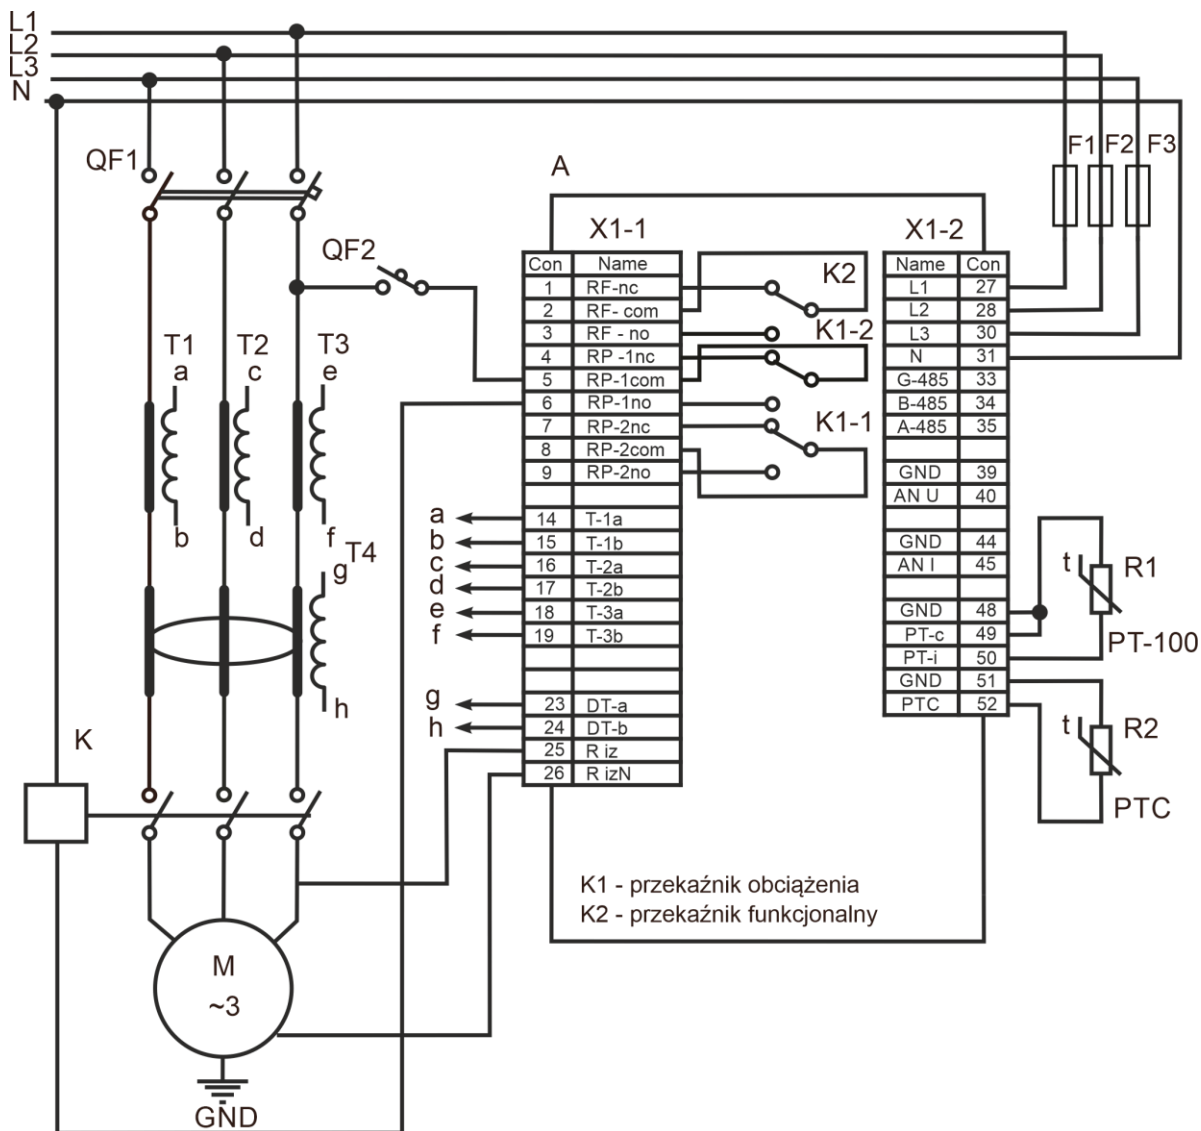 L1
L2
L3
N
QF1
QF2
A
F1 F2 F3
X1-1
Con Name
1 RF-nc
2 RF- com
3 RF - no
4 RP -1nc
5 RP-1com
6 RP-1no
7 RP-2nc
8 RP-2com
9 RP-2no
14 T-1a
15 T-1b
16 T-2a
17 T-2b
18 T-3a
19 T-3b
23 DT-a
24 DT-b
25 R iz
26 R izN
K2
K1-2
K1-1
X1-2
Name Con
L1 27
L2 28
L3 30
N 31
G-485 33
B-485 34
A-485 35
GND 39
AN U 40
GND 44
AN I 45
GND 48
PT-c 49
PT-i 50
GND 51
PTC 52
T1 T2 T3
a c e
b d f
T4
g
h
a
b
c
d
e
f
g
h
t R1
PT-100
t R2
PTC
K
M
~3
GND
K1 - przekaźnik obciążenia
K2 - przekaźnik funkcjonalny